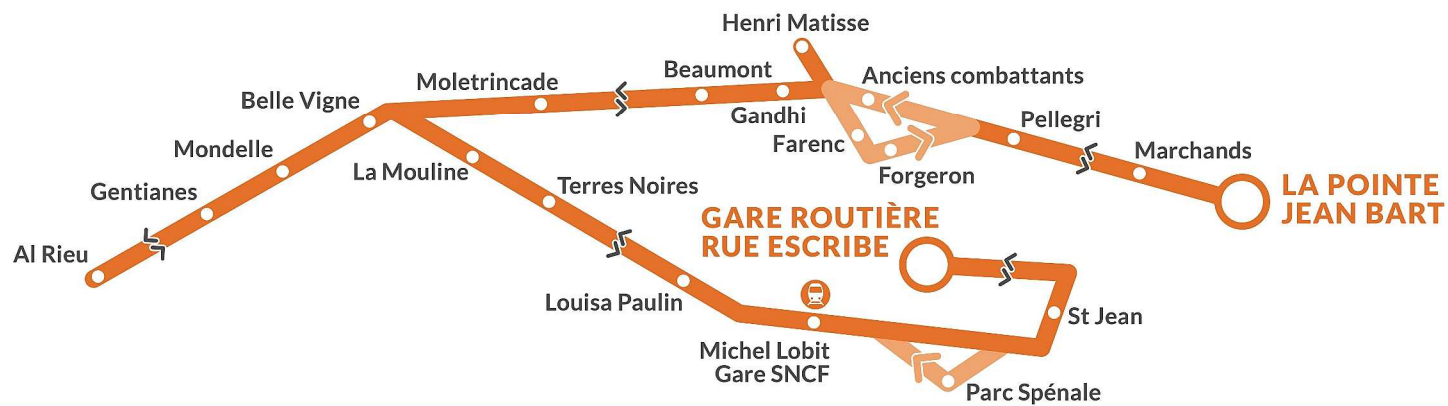 Henri Matisse
Moletrincade
Beaumont
Anciens combattants
Belle Vigne
Gandhi
Pellegri
Mondelle
La Mouline
Farenc
Marchands
Gentianes
Terres Noires
Forgeron
LA POINTE
JEAN BART
GARE ROUTIÈRE
RUE ESCRIBE
Al Rieu
Louisa Paulin
St Jean
Michel Lobit
Gare SNCF
Parc Spénale